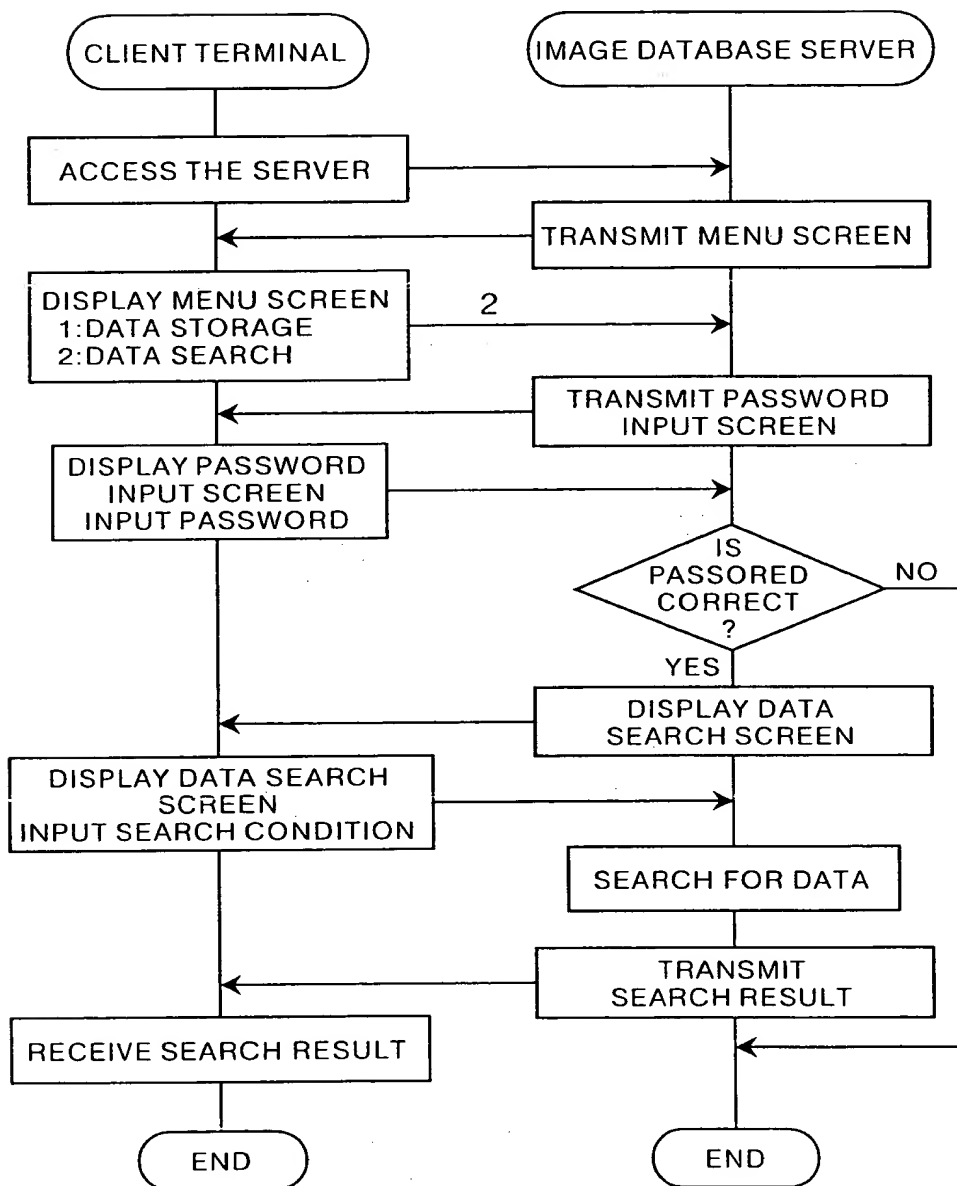 CLIENT TERMINAL
IMAGE DATABASE SERVER
ACCESS THE SERVER
TRANSMIT MENU SCREEN
DISPLAY MENU SCREEN
1:DATA STORAGE
2:DATA SEARCH
2
TRANSMIT PASSWORD
INPUT SCREEN
DISPLAY PASSWORD
INPUT SCREEN
INPUT PASSWORD
IS
PASSORED
CORRECT
?
NO
YES
DISPLAY DATA
SEARCH SCREEN
DISPLAY DATA SEARCH
SCREEN
INPUT SEARCH CONDITION
SEARCH FOR DATA
TRANSMIT
SEARCH RESULT
RECEIVE SEARCH RESULT
END
END